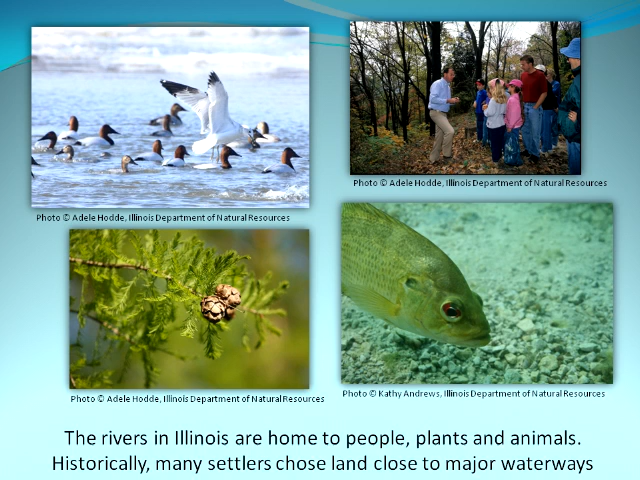 Photo © Adele Hodde, Illinois Department of Natural Resources
Photo © Adele Hodde, Illinois Department of Natural Resources
Photo © Adele Hodde, Illinois Department of Natural Resources
Photo © Kathy Andrews, Illinois Department of Natural Resources
The rivers in Illinois are home to people, plants and animals.
Historically, many settlers chose land close to major waterways